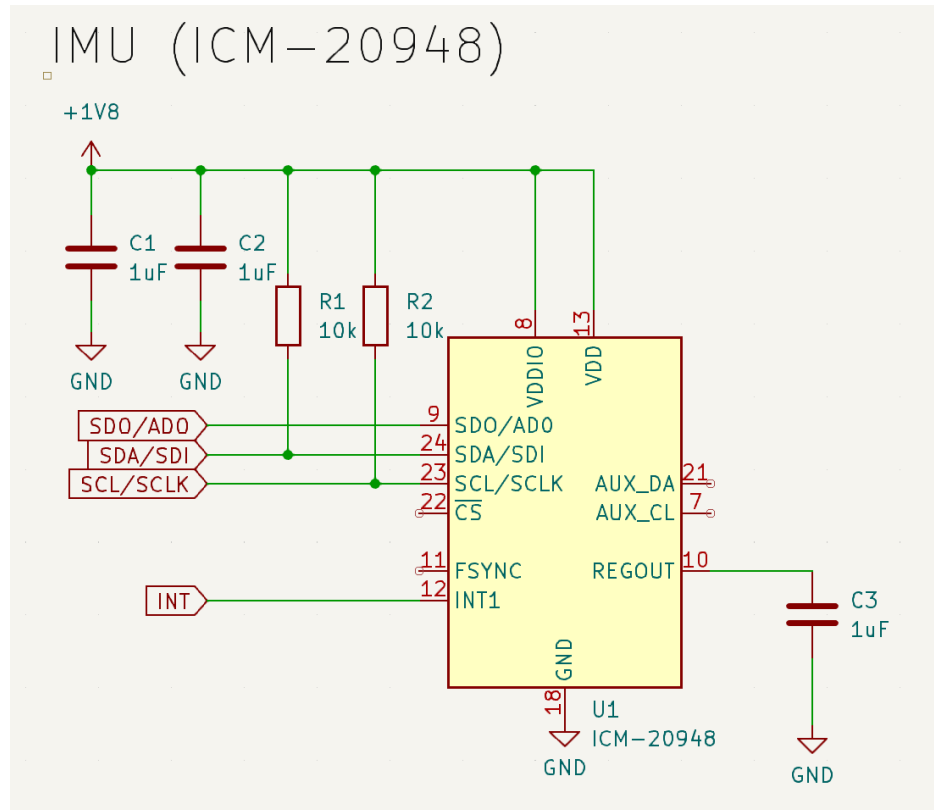 IMU (ICM-20948)
+1V8
C1
1uF
C2
1uF
R1
10k
R2
10k
GND
GND
8
13
VDDIO
VDD
SDO/AD0
9
SDO/AD0
SDA/SDI
24
SDA/SDI
SCL/SCLK
23
SCL/SCLK
22
CS
AUX_DA
21
AUX_CL
7
11
FSYNC
REGOUT
10
INT
12
INT1
C3
1uF
GND
18
U1
ICM-20948
GND
GND